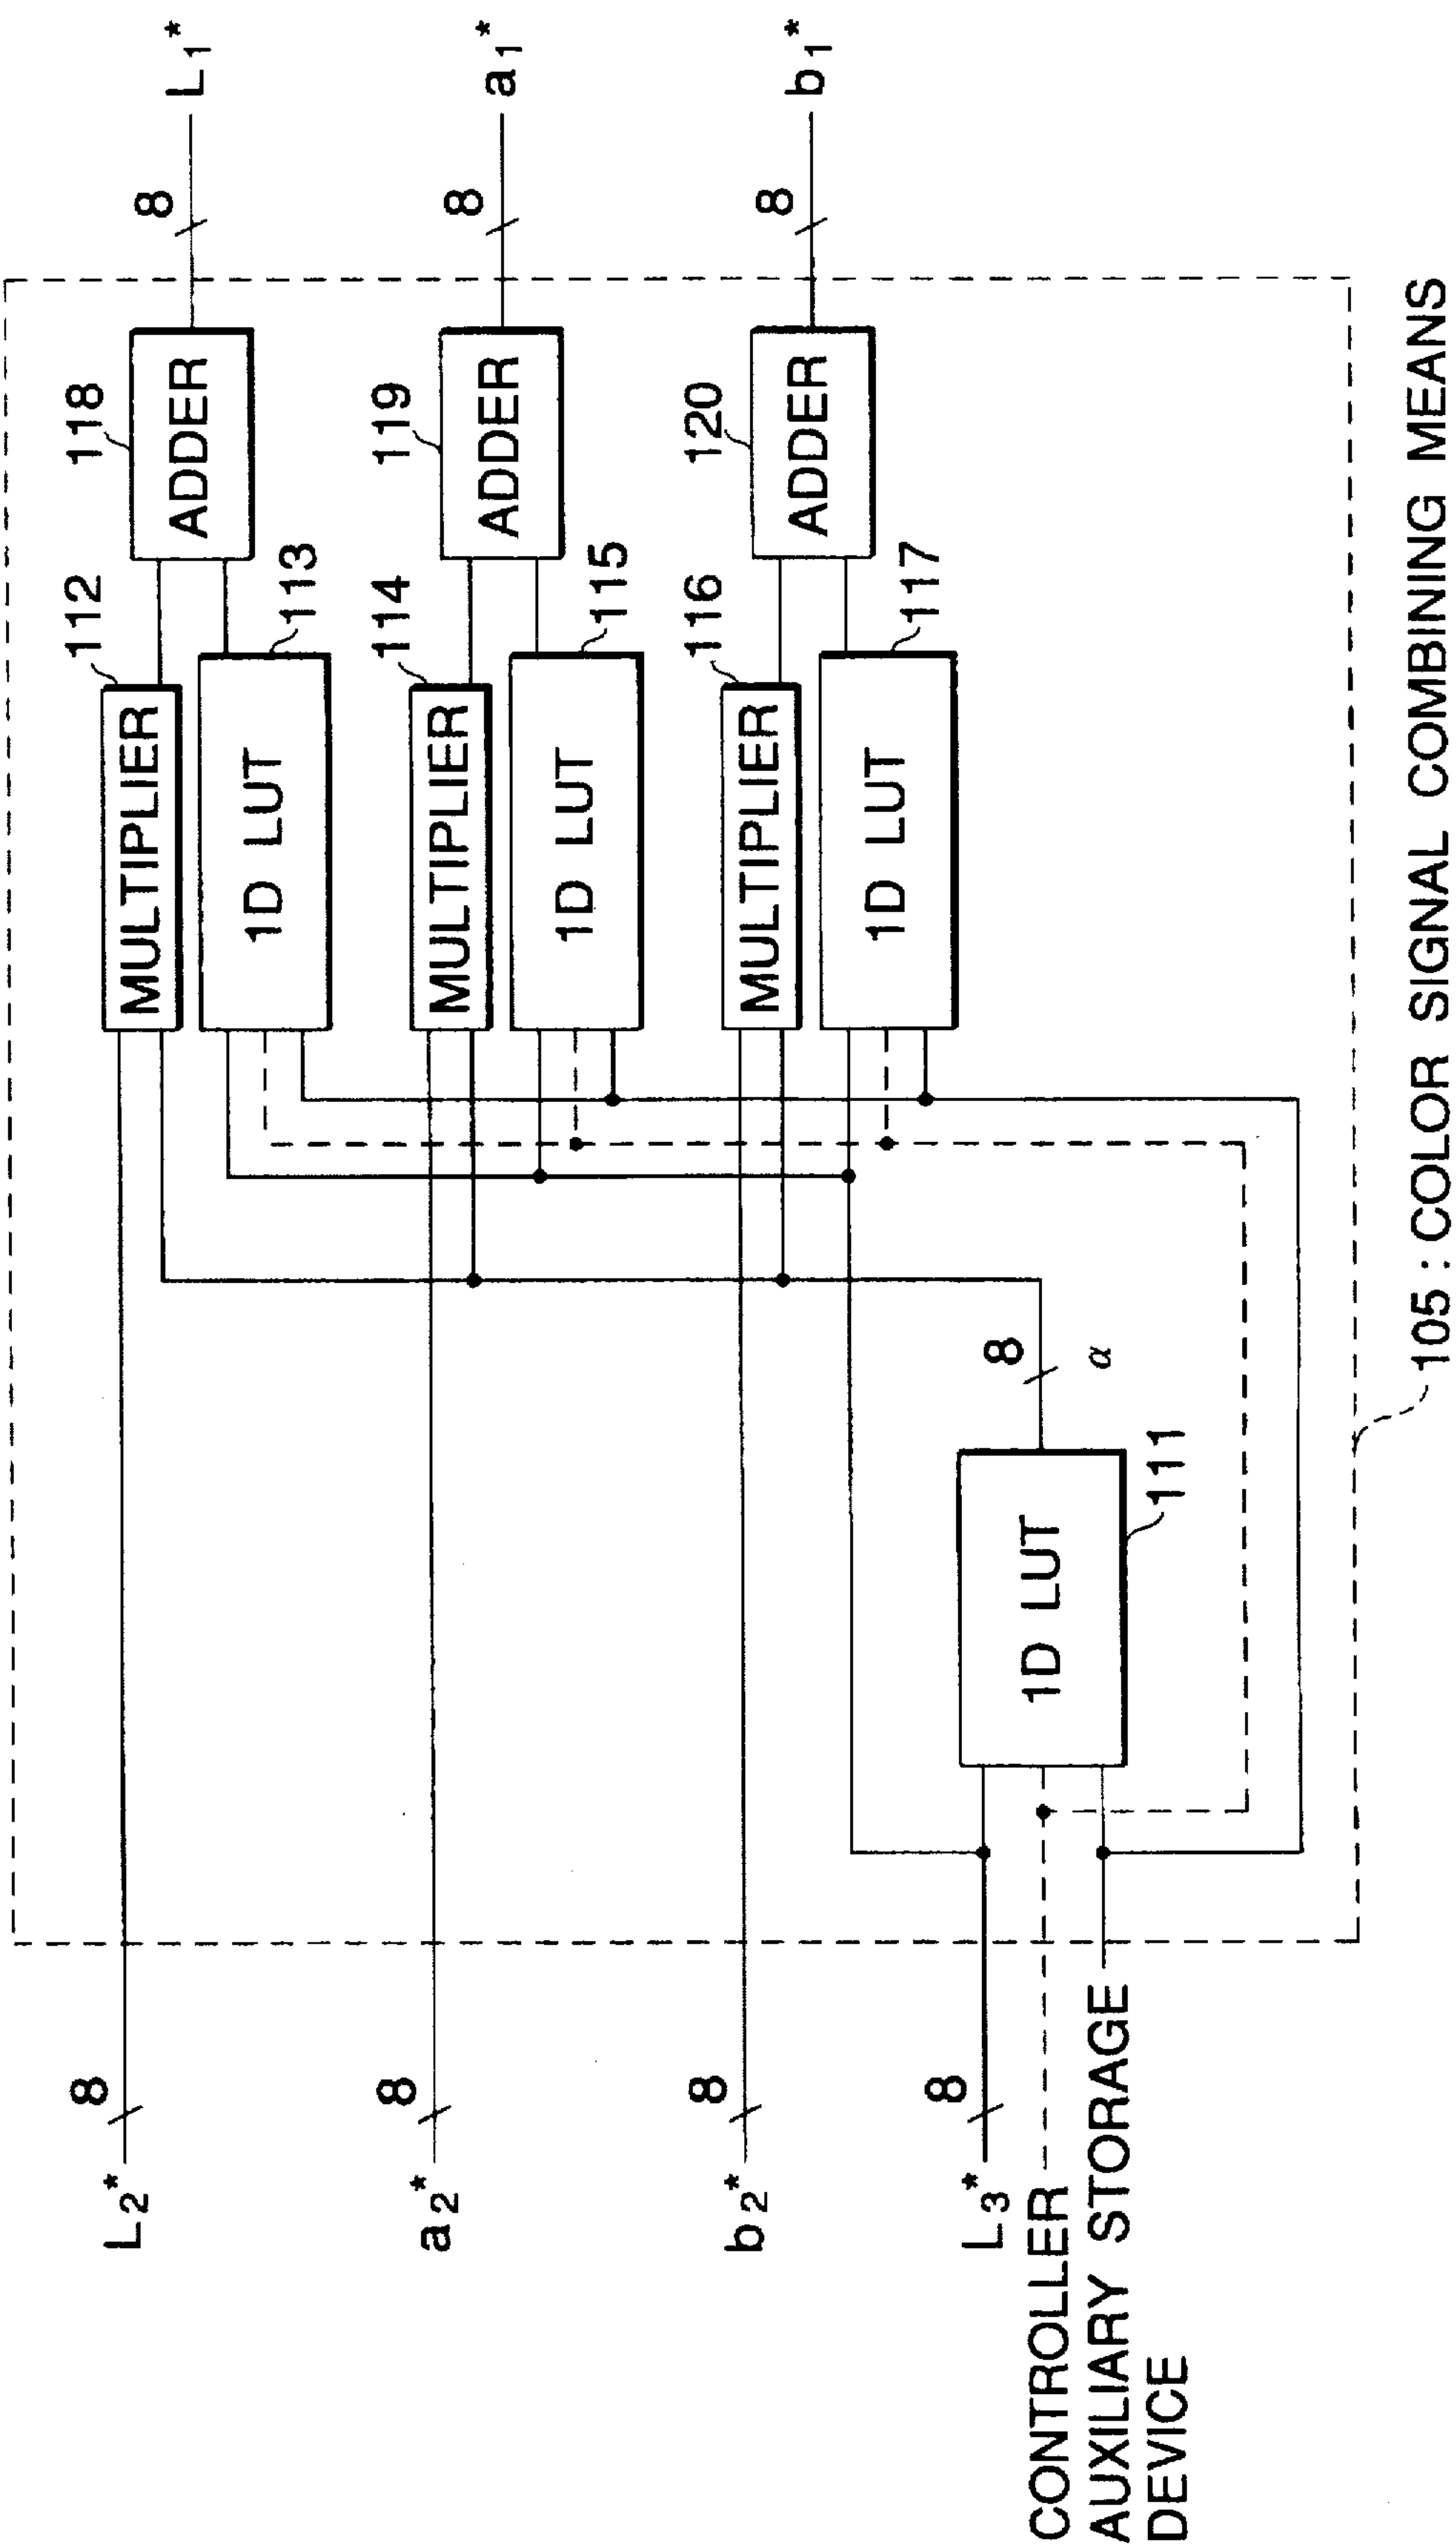 L2* 8 MULTIPLIER 112 118 ADDER 8 L1*
1D LUT 113
a2* 8 MULTIPLIER 114 119 ADDER 8 a1*
1D LUT 115
b2* 8 MULTIPLIER 116 120 ADDER 8 b1*
1D LUT 117
L3* 8 1D LUT 111 8 α
CONTROLLER
AUXILIARY STORAGE
DEVICE
105 : COLOR SIGNAL COMBINING MEANS